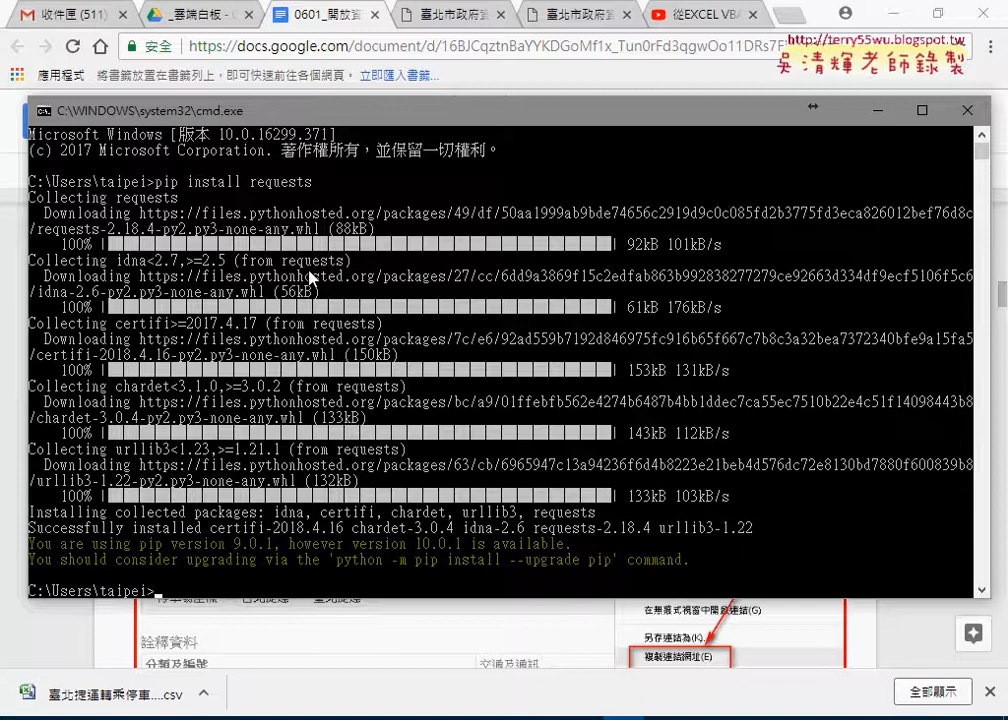 收件匣 (511)
_雲端白板 -
0601_開放資
臺北市政府資
臺北市政府資
從EXCEL VB
安全
https://docs.google.com/document/d/16BJCqztnBaYYKDGoMf1x_Tun0rFd3qgwOo11DRs7F
http://terry55wu.blogspot.tw
吳清輝老師錄製
應用程式
將書籤放置在書籤列上，即可快速前往各個網頁。
立即匯入書籤...
C:\WINDOWS\system32\cmd.exe
Microsoft Windows [版本 10.0.16299.371]
(c) 2017 Microsoft Corporation. 著作權所有，並保留一切權利。
C:\Users\taipei>pip install requests
Collecting requests
Downloading https://files.pythonhosted.org/packages/49/df/50aa1999ab9bde74656c2919d9c0c085fd2b3775fd3eca826012bef76d8c
/requests-2.18.4-py2.py3-none-any.whl (88kB)
100% | | 92kB 101kB/s
Collecting idna<2.7,>=2.5 (from requests)
Downloading https://files.pythonhosted.org/packages/27/cc/6dd9a3869f15c2edfab863b992838277279ce92663d334df9ecf5106f5c6
/idna-2.6-py2.py3-none-any.whl (56kB)
100% | | 61kB 176kB/s
Collecting certifi>=2017.4.17 (from requests)
Downloading https://files.pythonhosted.org/packages/7c/e6/92ad559b7192d846975fc916b65f667c7b8c3a32bea7372340bfe9a15fa5
/certifi-2018.4.16-py2.py3-none-any.whl (150kB)
100% | | 153kB 131kB/s
Collecting chardet<3.1.0,>=3.0.2 (from requests)
Downloading https://files.pythonhosted.org/packages/bc/a9/01ffebfb562e4274b6487b4bb1ddec7ca55ec7510b22e4c51f14098443b8
/chardet-3.0.4-py2.py3-none-any.whl (133kB)
100% | | 143kB 112kB/s
Collecting urllib3<1.23,>=1.21.1 (from requests)
Downloading https://files.pythonhosted.org/packages/63/cb/6965947c13a94236f6d4b8223e21beb4d576dc72e8130bd7880f600839b8
/urllib3-1.22-py2.py3-none-any.whl (132kB)
100% | | 133kB 103kB/s
Installing collected packages: idna, certifi, chardet, urllib3, requests
Successfully installed certifi-2018.4.16 chardet-3.0.4 idna-2.6 requests-2.18.4 urllib3-1.22
You are using pip version 9.0.1, however version 10.0.1 is available.
You should consider upgrading via the 'python -m pip install --upgrade pip' command.
C:\Users\taipei>
在無痕式視窗中開啟連結(G)
另存連結為(K)...
詮釋資料
複製連結網址(E)
分類及編號
交通及通訊
臺北捷運轉乘停車....csv
全部顯示